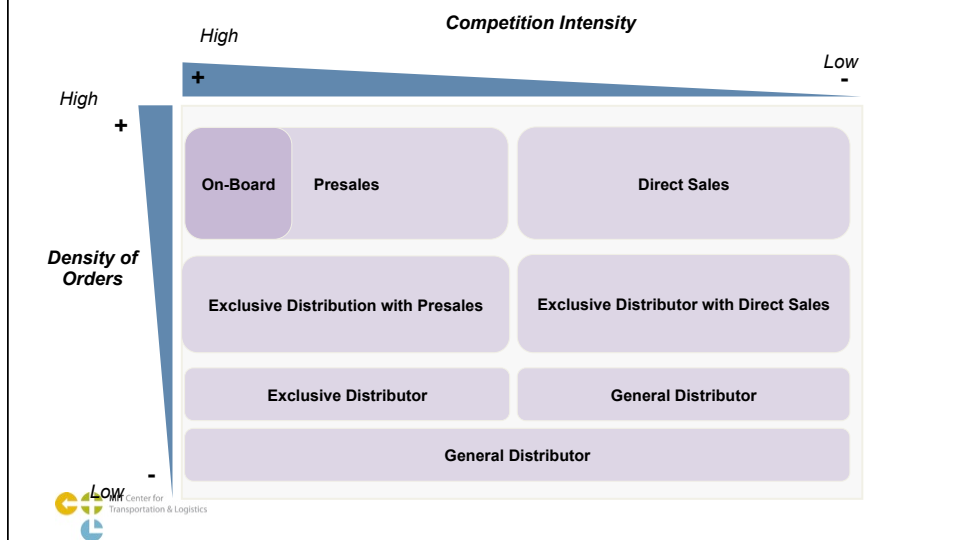 Competition Intensity
High
Low
+
-
High
+
On-Board
Presales
Direct Sales
Density of
Orders
Exclusive Distribution with Presales
Exclusive Distributor with Direct Sales
Exclusive Distributor
General Distributor
General Distributor
-
Low
MIT Center for
Transportation & Logistics